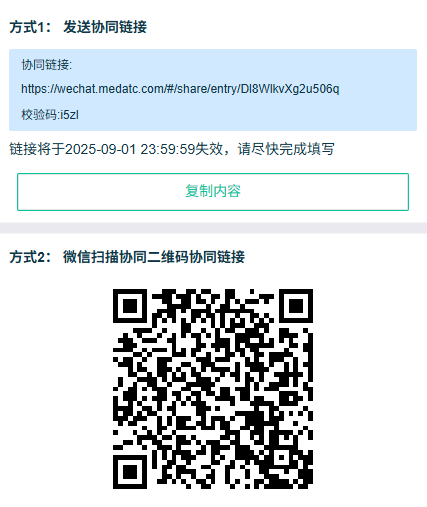 方式1： 发送协同链接
协同链接:
https://wechat.medatc.com/#/share/entry/Dl8WlkvXg2u506q
校验码:i5zl
链接将于2025-09-01 23:59:59失效，请尽快完成填写
复制内容
方式2： 微信扫描协同二维码协同链接